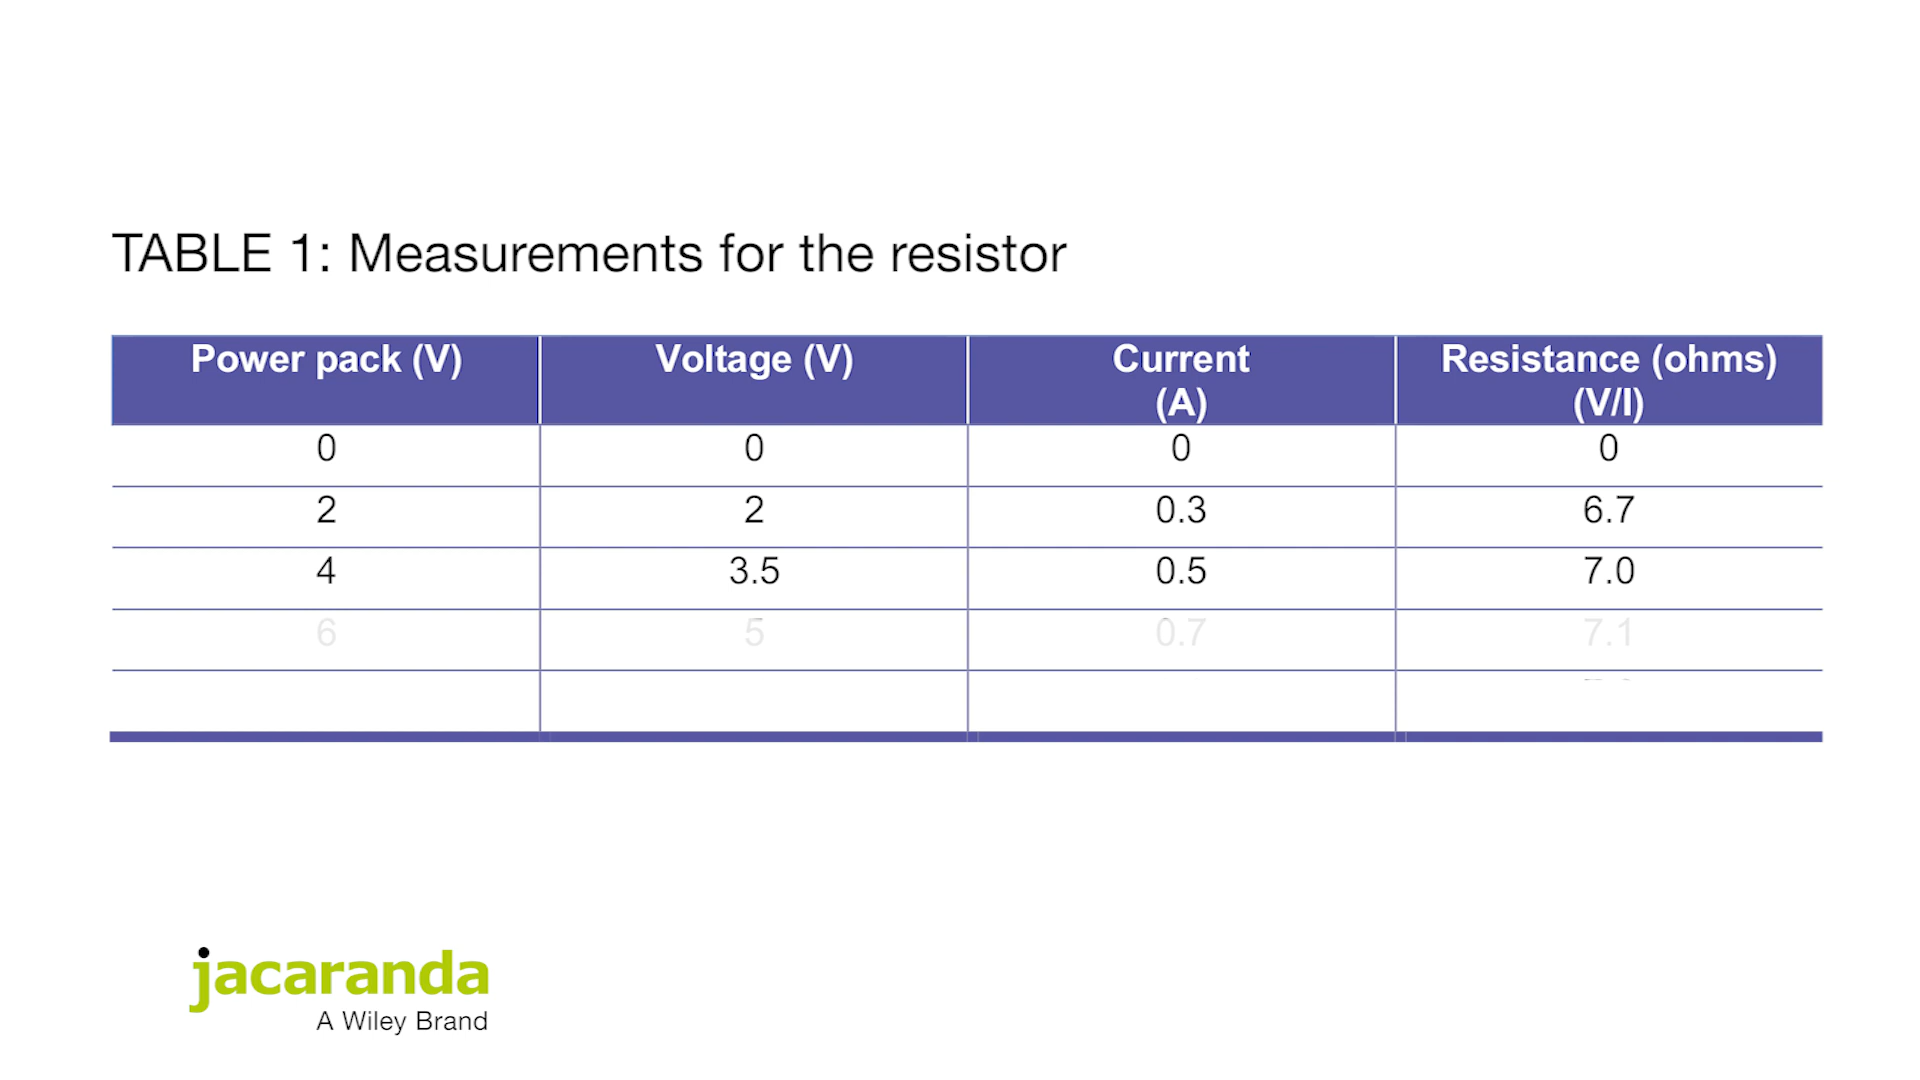 TABLE 1: Measurements for the resistor
Power pack (V) Voltage (V) Current (A) Resistance (ohms) (V/I)
0 0 0 0
2 2 0.3 6.7
4 3.5 0.5 7.0
6 5 0.7 7.1
jacaranda
A Wiley Brand